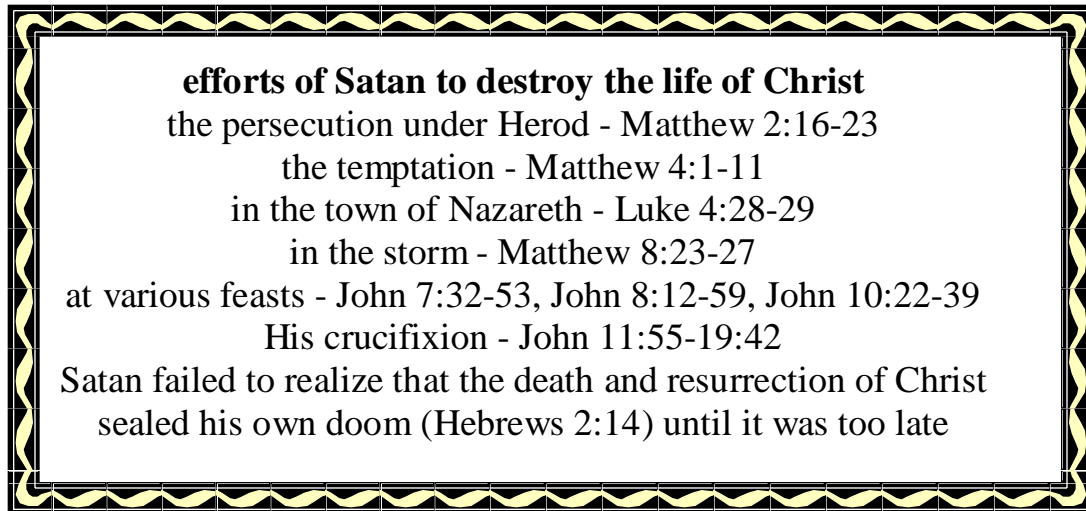 efforts of Satan to destroy the life of Christ
the persecution under Herod - Matthew 2:16-23
the temptation - Matthew 4:1-11
in the town of Nazareth - Luke 4:28-29
in the storm - Matthew 8:23-27
at various feasts - John 7:32-53, John 8:12-59, John 10:22-39
His crucifixion - John 11:55-19:42
Satan failed to realize that the death and resurrection of Christ
sealed his own doom (Hebrews 2:14) until it was too late